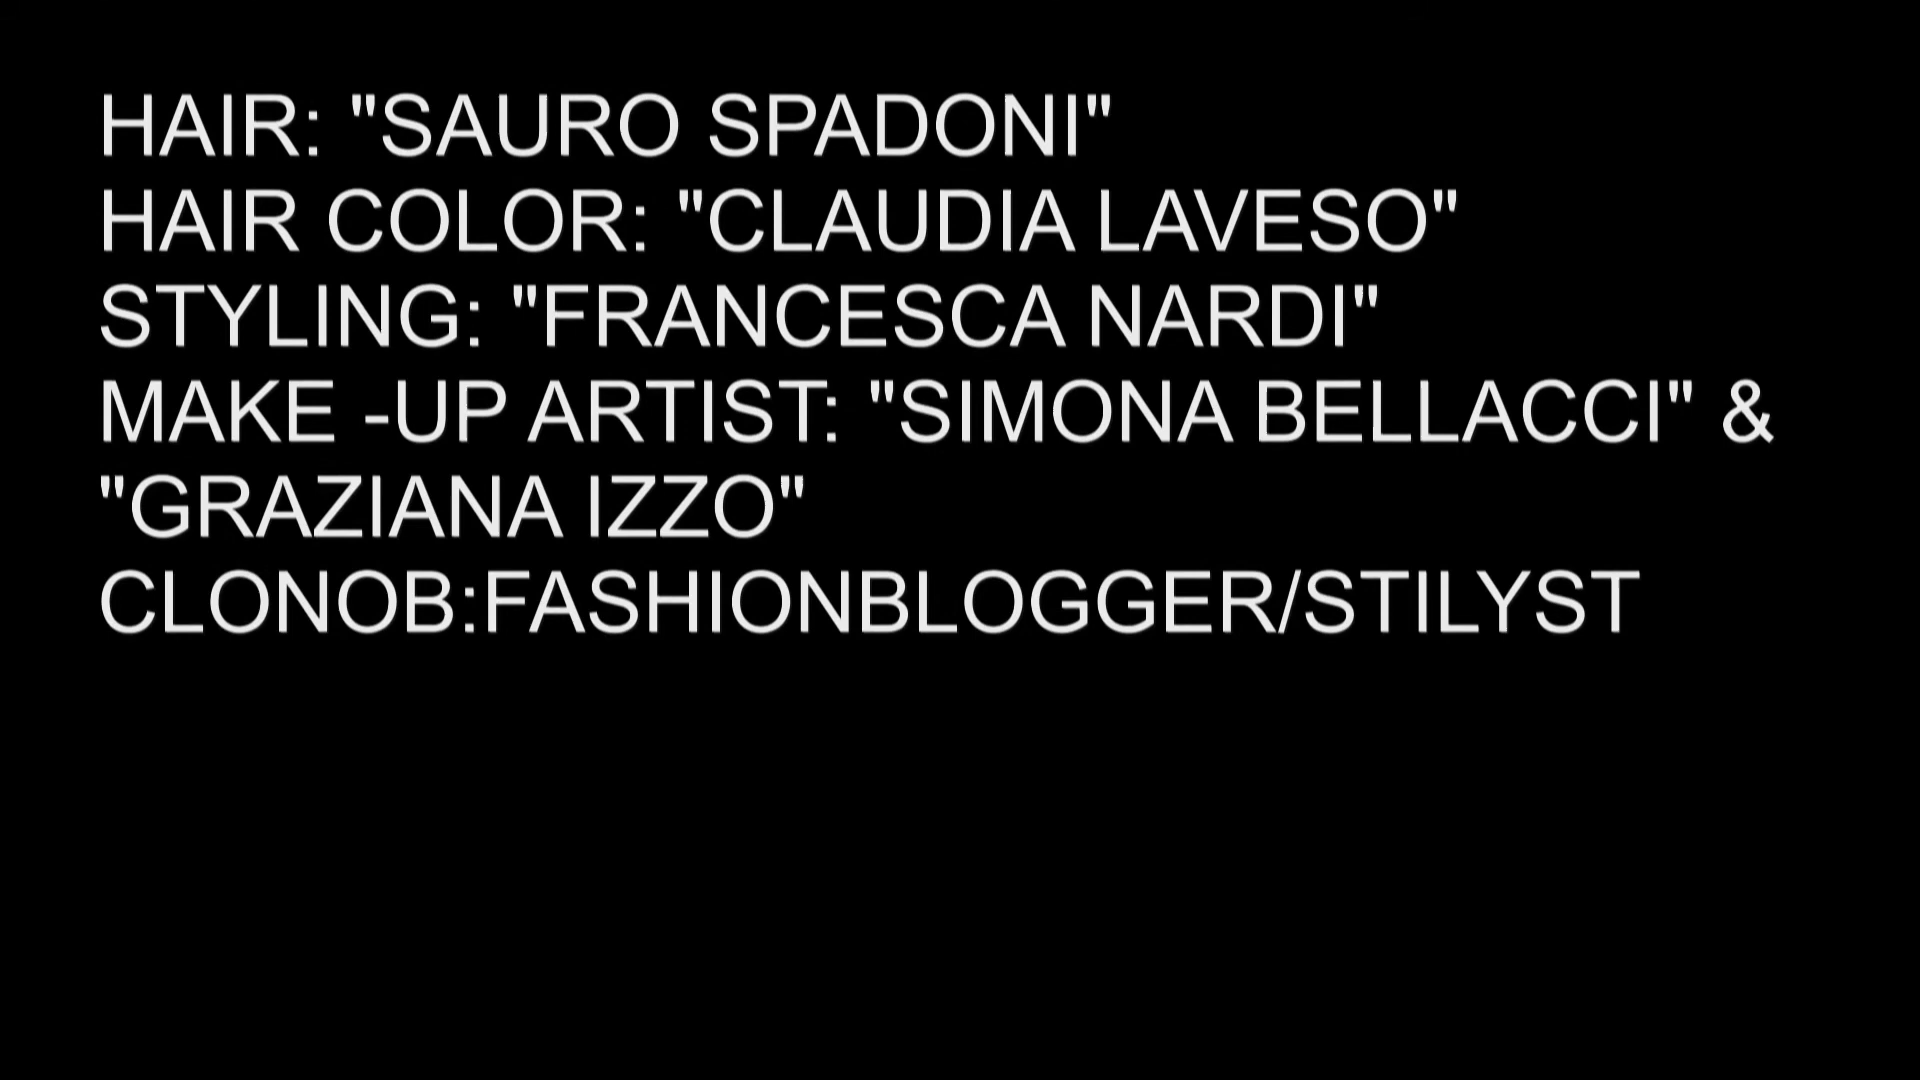 HAIR: "SAURO SPADONI"
HAIR COLOR: "CLAUDIA LAVESO"
STYLING: "FRANCESCA NARDI"
MAKE -UP ARTIST: "SIMONA BELLACCI" &
"GRAZIANA IZZO"
CLONOB:FASHIONBLOGGER/STILYST